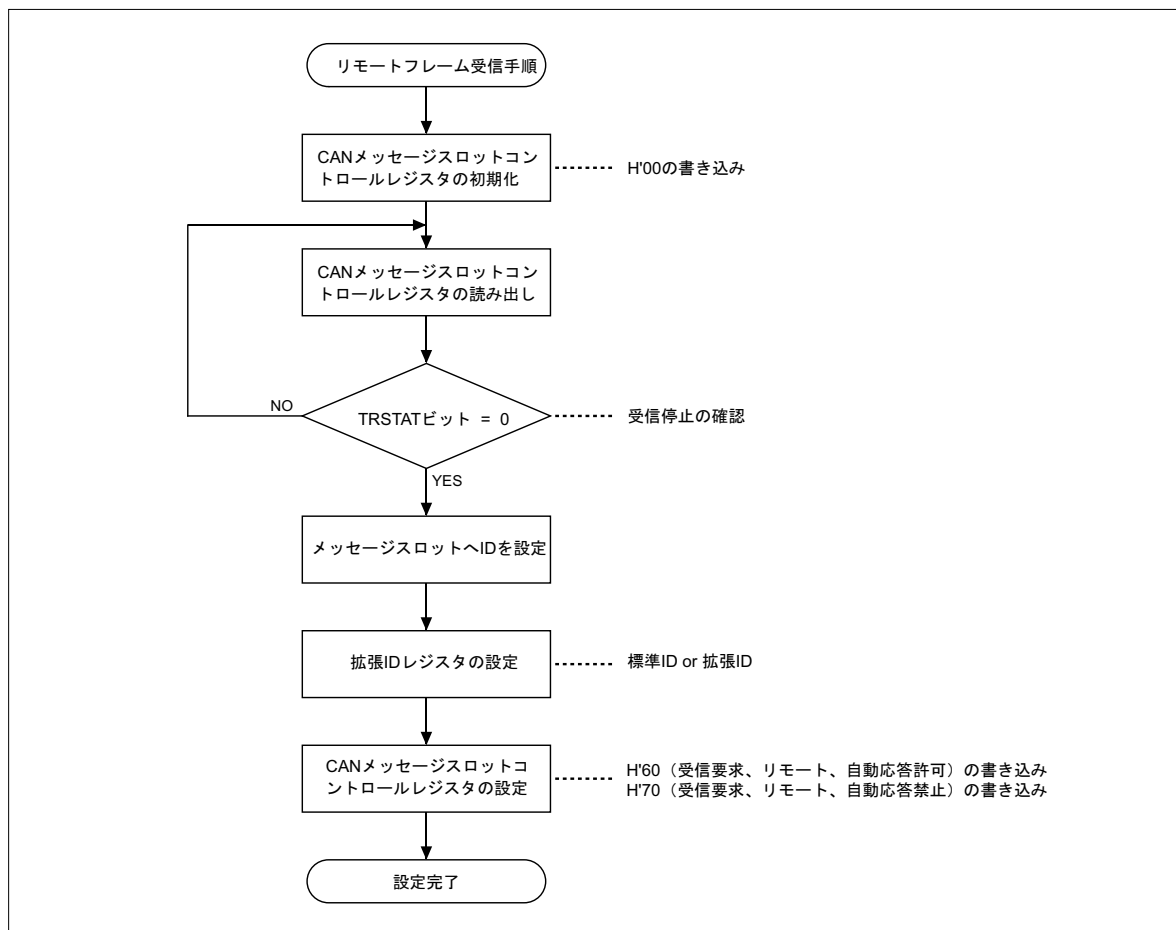 リモートフレーム受信手順
CANメッセージスロットコン
トロールレジスタの初期化
H'00の書き込み
CANメッセージスロットコン
トロールレジスタの読み出し
NO
TRSTATビット = 0
受信停止の確認
YES
メッセージスロットへIDを設定
拡張IDレジスタの設定
標準ID or 拡張ID
CANメッセージスロットコ
ントロールレジスタの設定
H'60（受信要求、リモート、自動応答許可）の書き込み
H'70（受信要求、リモート、自動応答禁止）の書き込み
設定完了